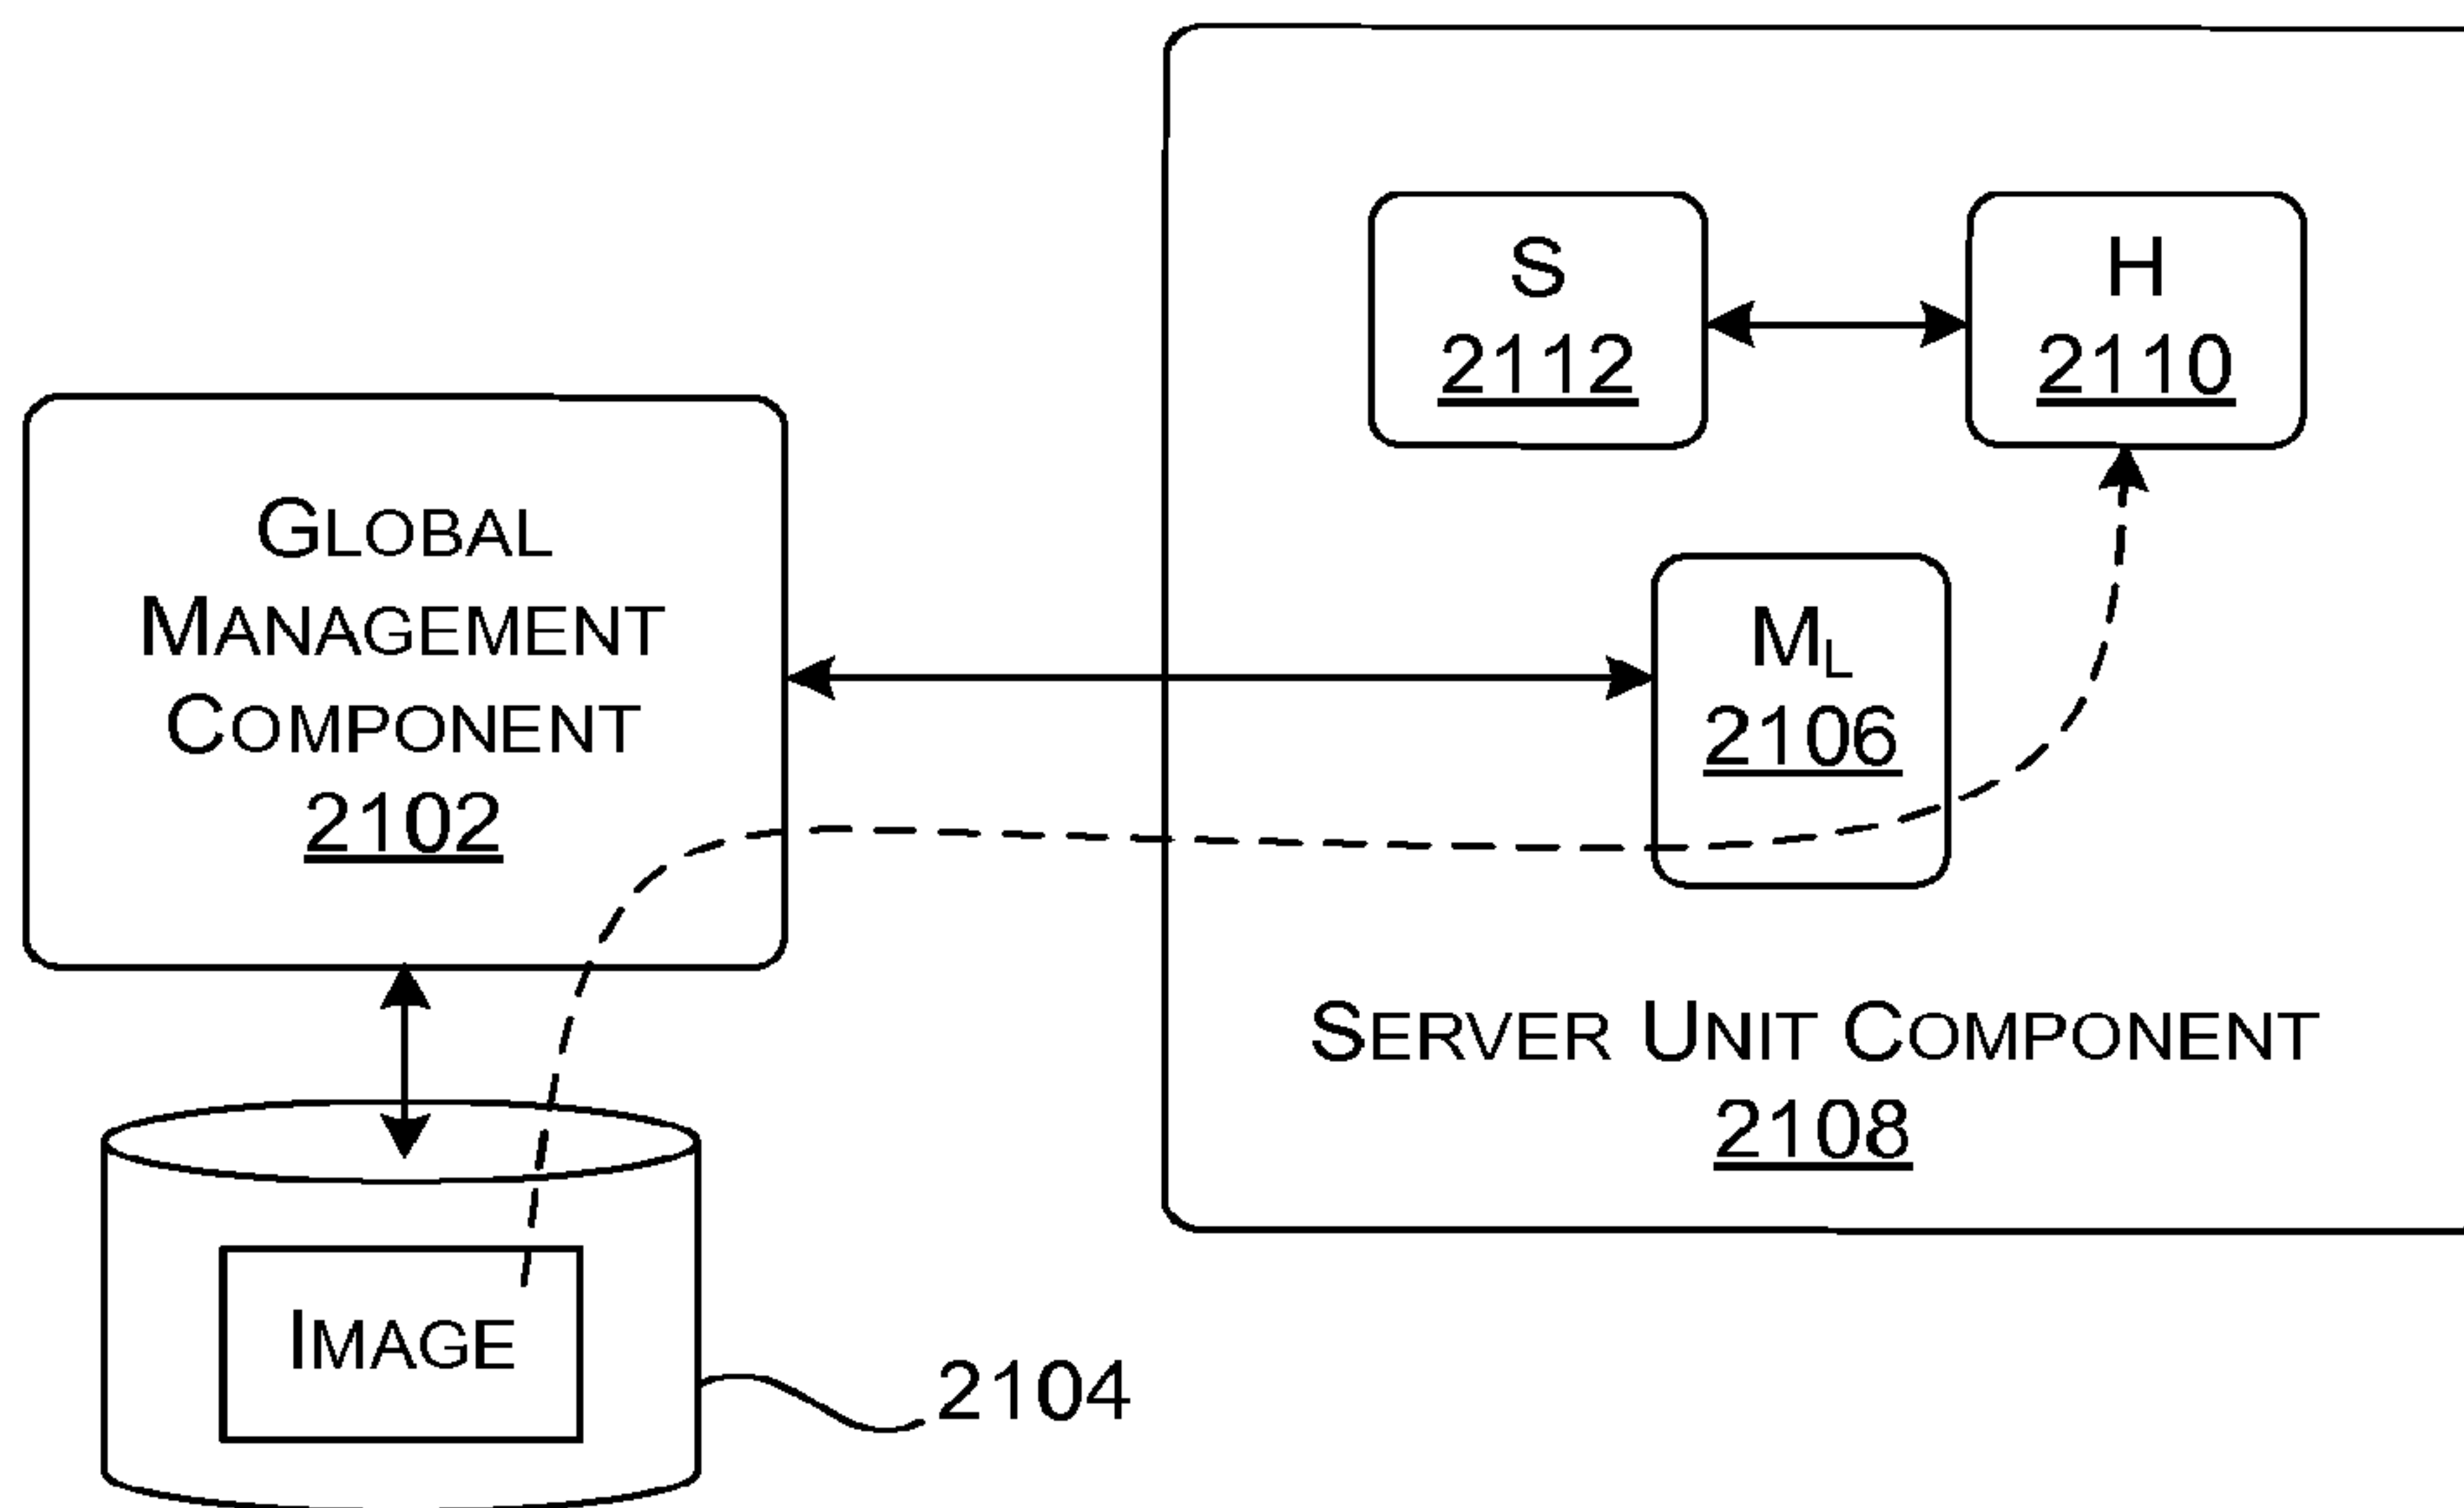 S
2112
H
2110
GLOBAL
MANAGEMENT
COMPONENT
2102
ML
2106
SERVER UNIT COMPONENT
2108
IMAGE
2104